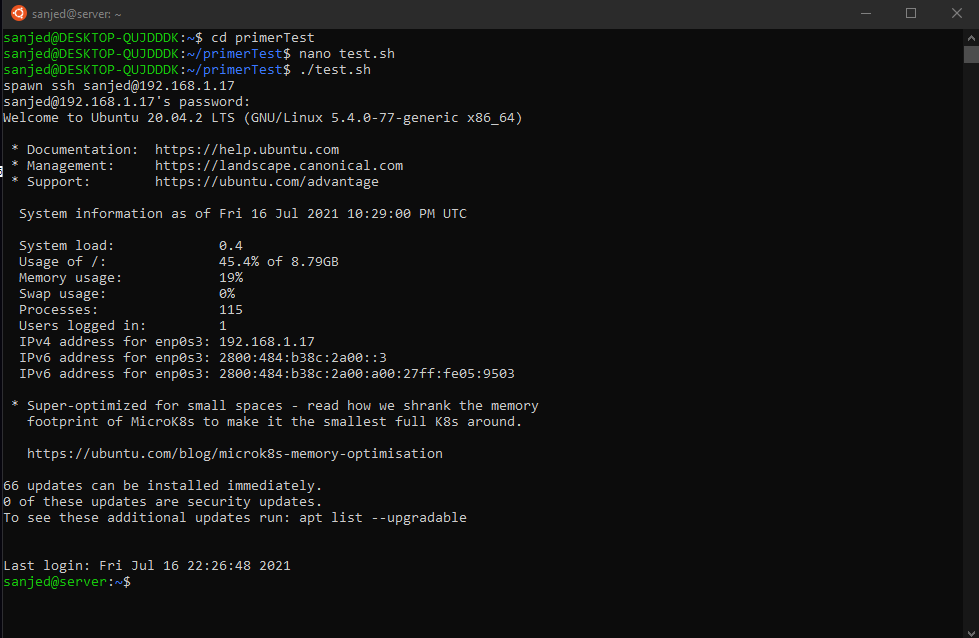 sanjed@server: ~
sanjed@DESKTOP-QUJDDDK:~$ cd primerTest
sanjed@DESKTOP-QUJDDDK:~/primerTest$ nano test.sh
sanjed@DESKTOP-QUJDDDK:~/primerTest$ ./test.sh
spawn ssh sanjed@192.168.1.17
sanjed@192.168.1.17's password:
Welcome to Ubuntu 20.04.2 LTS (GNU/Linux 5.4.0-77-generic x86_64)
* Documentation:  https://help.ubuntu.com
* Management:     https://landscape.canonical.com
* Support:        https://ubuntu.com/advantage
System information as of Fri 16 Jul 2021 10:29:00 PM UTC
System load:             0.4
Usage of /:              45.4% of 8.79GB
Memory usage:            19%
Swap usage:              0%
Processes:               115
Users logged in:         1
IPv4 address for enp0s3: 192.168.1.17
IPv6 address for enp0s3: 2800:484:b38c:2a00::3
IPv6 address for enp0s3: 2800:484:b38c:2a00:a00:27ff:fe05:9503
* Super-optimized for small spaces - read how we shrank the memory
footprint of MicroK8s to make it the smallest full K8s around.
https://ubuntu.com/blog/microk8s-memory-optimisation
66 updates can be installed immediately.
0 of these updates are security updates.
To see these additional updates run: apt list --upgradable
Last login: Fri Jul 16 22:26:48 2021
sanjed@server:~$